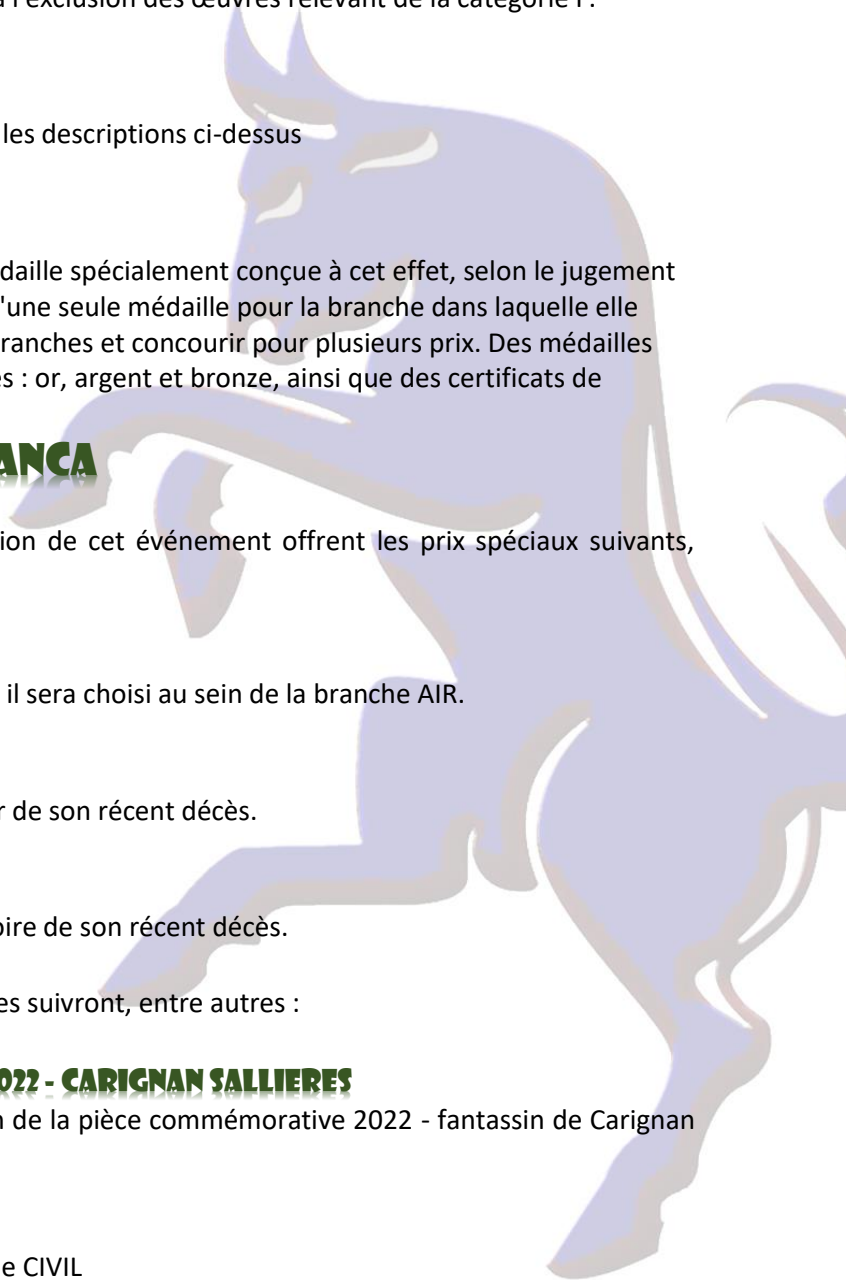 à l'exclusion des œuvres relevant de la catégorie F.
les descriptions ci-dessus
daille spécialement conçue à cet effet, selon le jugement
'une seule médaille pour la branche dans laquelle elle
ranches et concourir pour plusieurs prix. Des médailles
es : or, argent et bronze, ainsi que des certificats de
ANCA
ion de cet événement offrent les prix spéciaux suivants,
il sera choisi au sein de la branche AIR.
r de son récent décès.
oire de son récent décès.
es suivront, entre autres :
022 - CARIGNAN SALLIERES
n de la pièce commémorative 2022 - fantassin de Carignan
e CIVIL